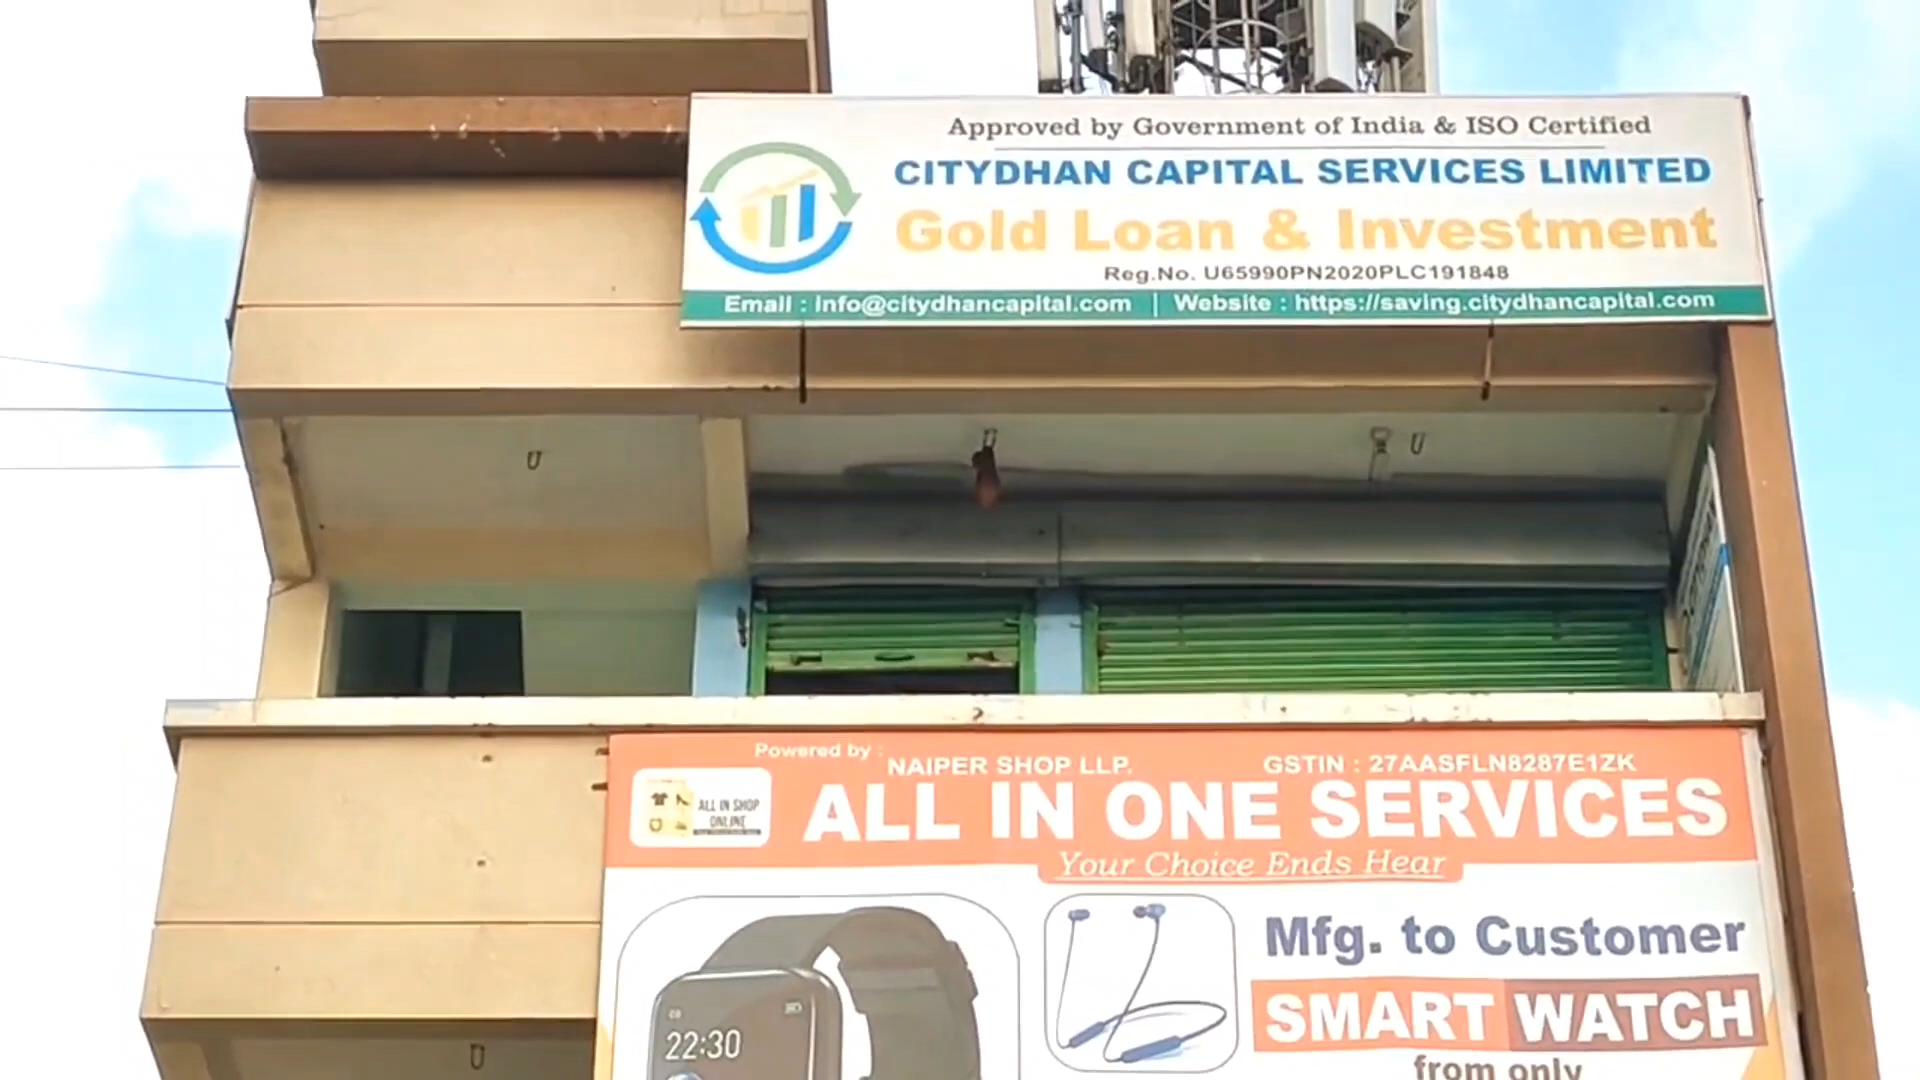 Approved by Government of India & ISO Certified
CITYDHAN CAPITAL SERVICES LIMITED
Gold Loan & Investment
Reg.No. U65990PN2020PLC191848
Email : info@citydhancapital.com | Website : https://saving.citydhancapital.com
Powered by : NAIPER SHOP LLP.
GSTIN : 27AASFLN8287E1ZK
ALL IN SHOP
ONLINE
ALL IN ONE SERVICES
Your Choice Ends Hear
Mfg. to Customer
SMART WATCH
from only
22:30